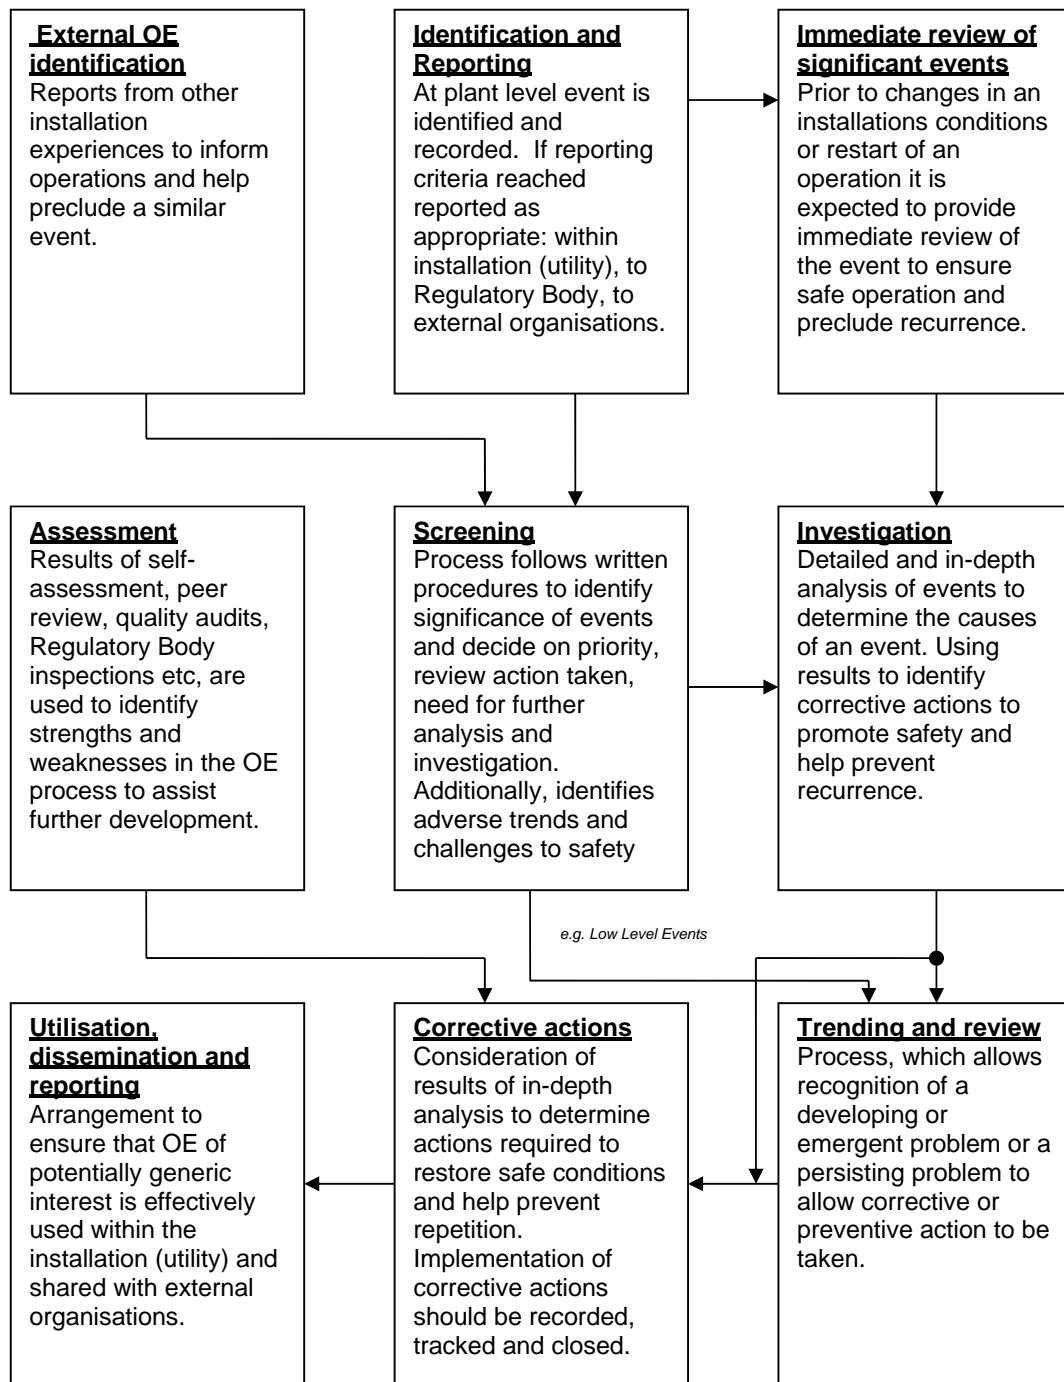 External OE
identification
Reports from other
installation
experiences to inform
operations and help
preclude a similar
event.
Identification and
Reporting
At plant level event is
identified and
recorded.  If reporting
criteria reached
reported as
appropriate: within
installation (utility), to
Regulatory Body, to
external organisations.
Immediate review of
significant events
Prior to changes in an
installations conditions
or restart of an
operation it is
expected to provide
immediate review of
the event to ensure
safe operation and
preclude recurrence.
Assessment
Results of self-
assessment, peer
review, quality audits,
Regulatory Body
inspections etc, are
used to identify
strengths and
weaknesses in the OE
process to assist
further development.
Screening
Process follows written
procedures to identify
significance of events
and decide on priority,
review action taken,
need for further
analysis and
investigation.
Additionally, identifies
adverse trends and
challenges to safety
Investigation
Detailed and in-depth
analysis of events to
determine the causes
of an event. Using
results to identify
corrective actions to
promote safety and
help prevent
recurrence.
e.g. Low Level Events
Utilisation,
dissemination and
reporting
Arrangement to
ensure that OE of
potentially generic
interest is effectively
used within the
installation (utility) and
shared with external
organisations.
Corrective actions
Consideration of
results of in-depth
analysis to determine
actions required to
restore safe conditions
and help prevent
repetition.
Implementation of
corrective actions
should be recorded,
tracked and closed.
Trending and review
Process, which allows
recognition of a
developing or
emergent problem or a
persisting problem to
allow corrective or
preventive action to be
taken.